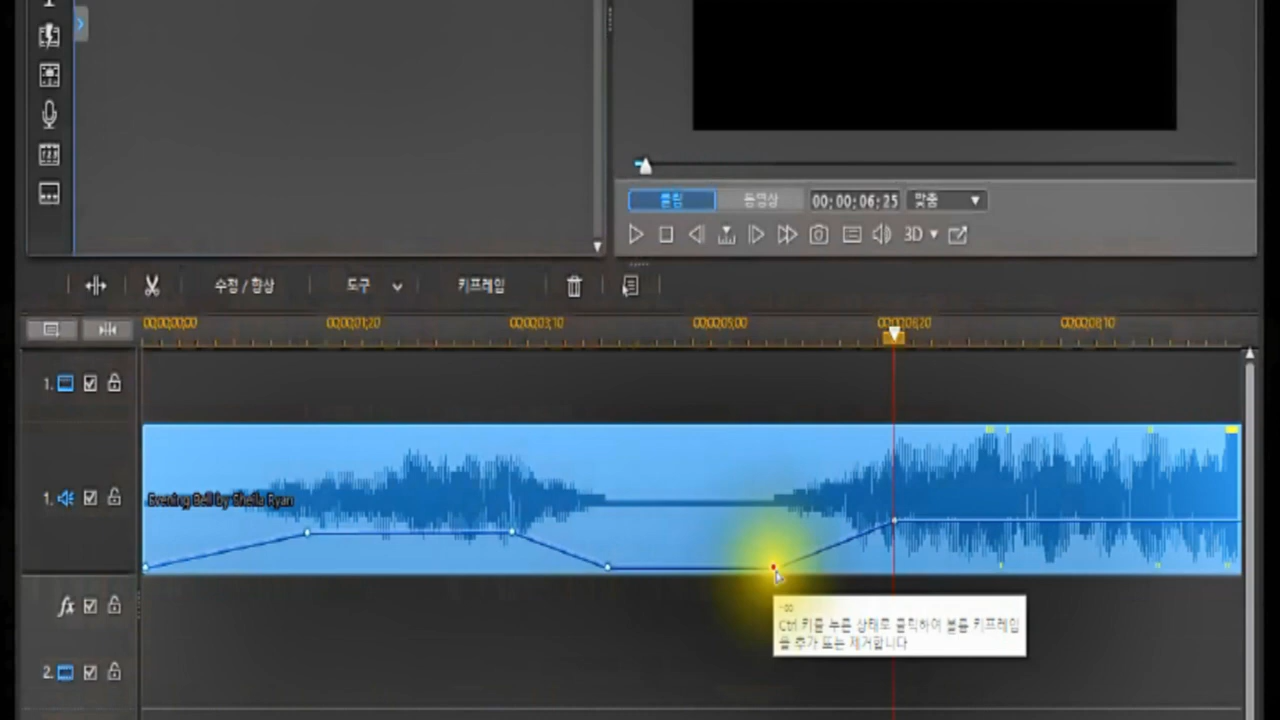 클립 동영상 00;00;06;25 맞춤
3D
수정 / 향상 도구 키프레임
00;00;00;00 00;00;01;20 00;00;03;10 00;00;05;00 00;00;06;20 00;00;08;10
1.
1. Evening Bell by Sheila Ryan
-∞
Ctrl 키를 누른 상태로 클릭하여 볼륨 키프레임
을 추가 또는 제거합니다
fx
2.